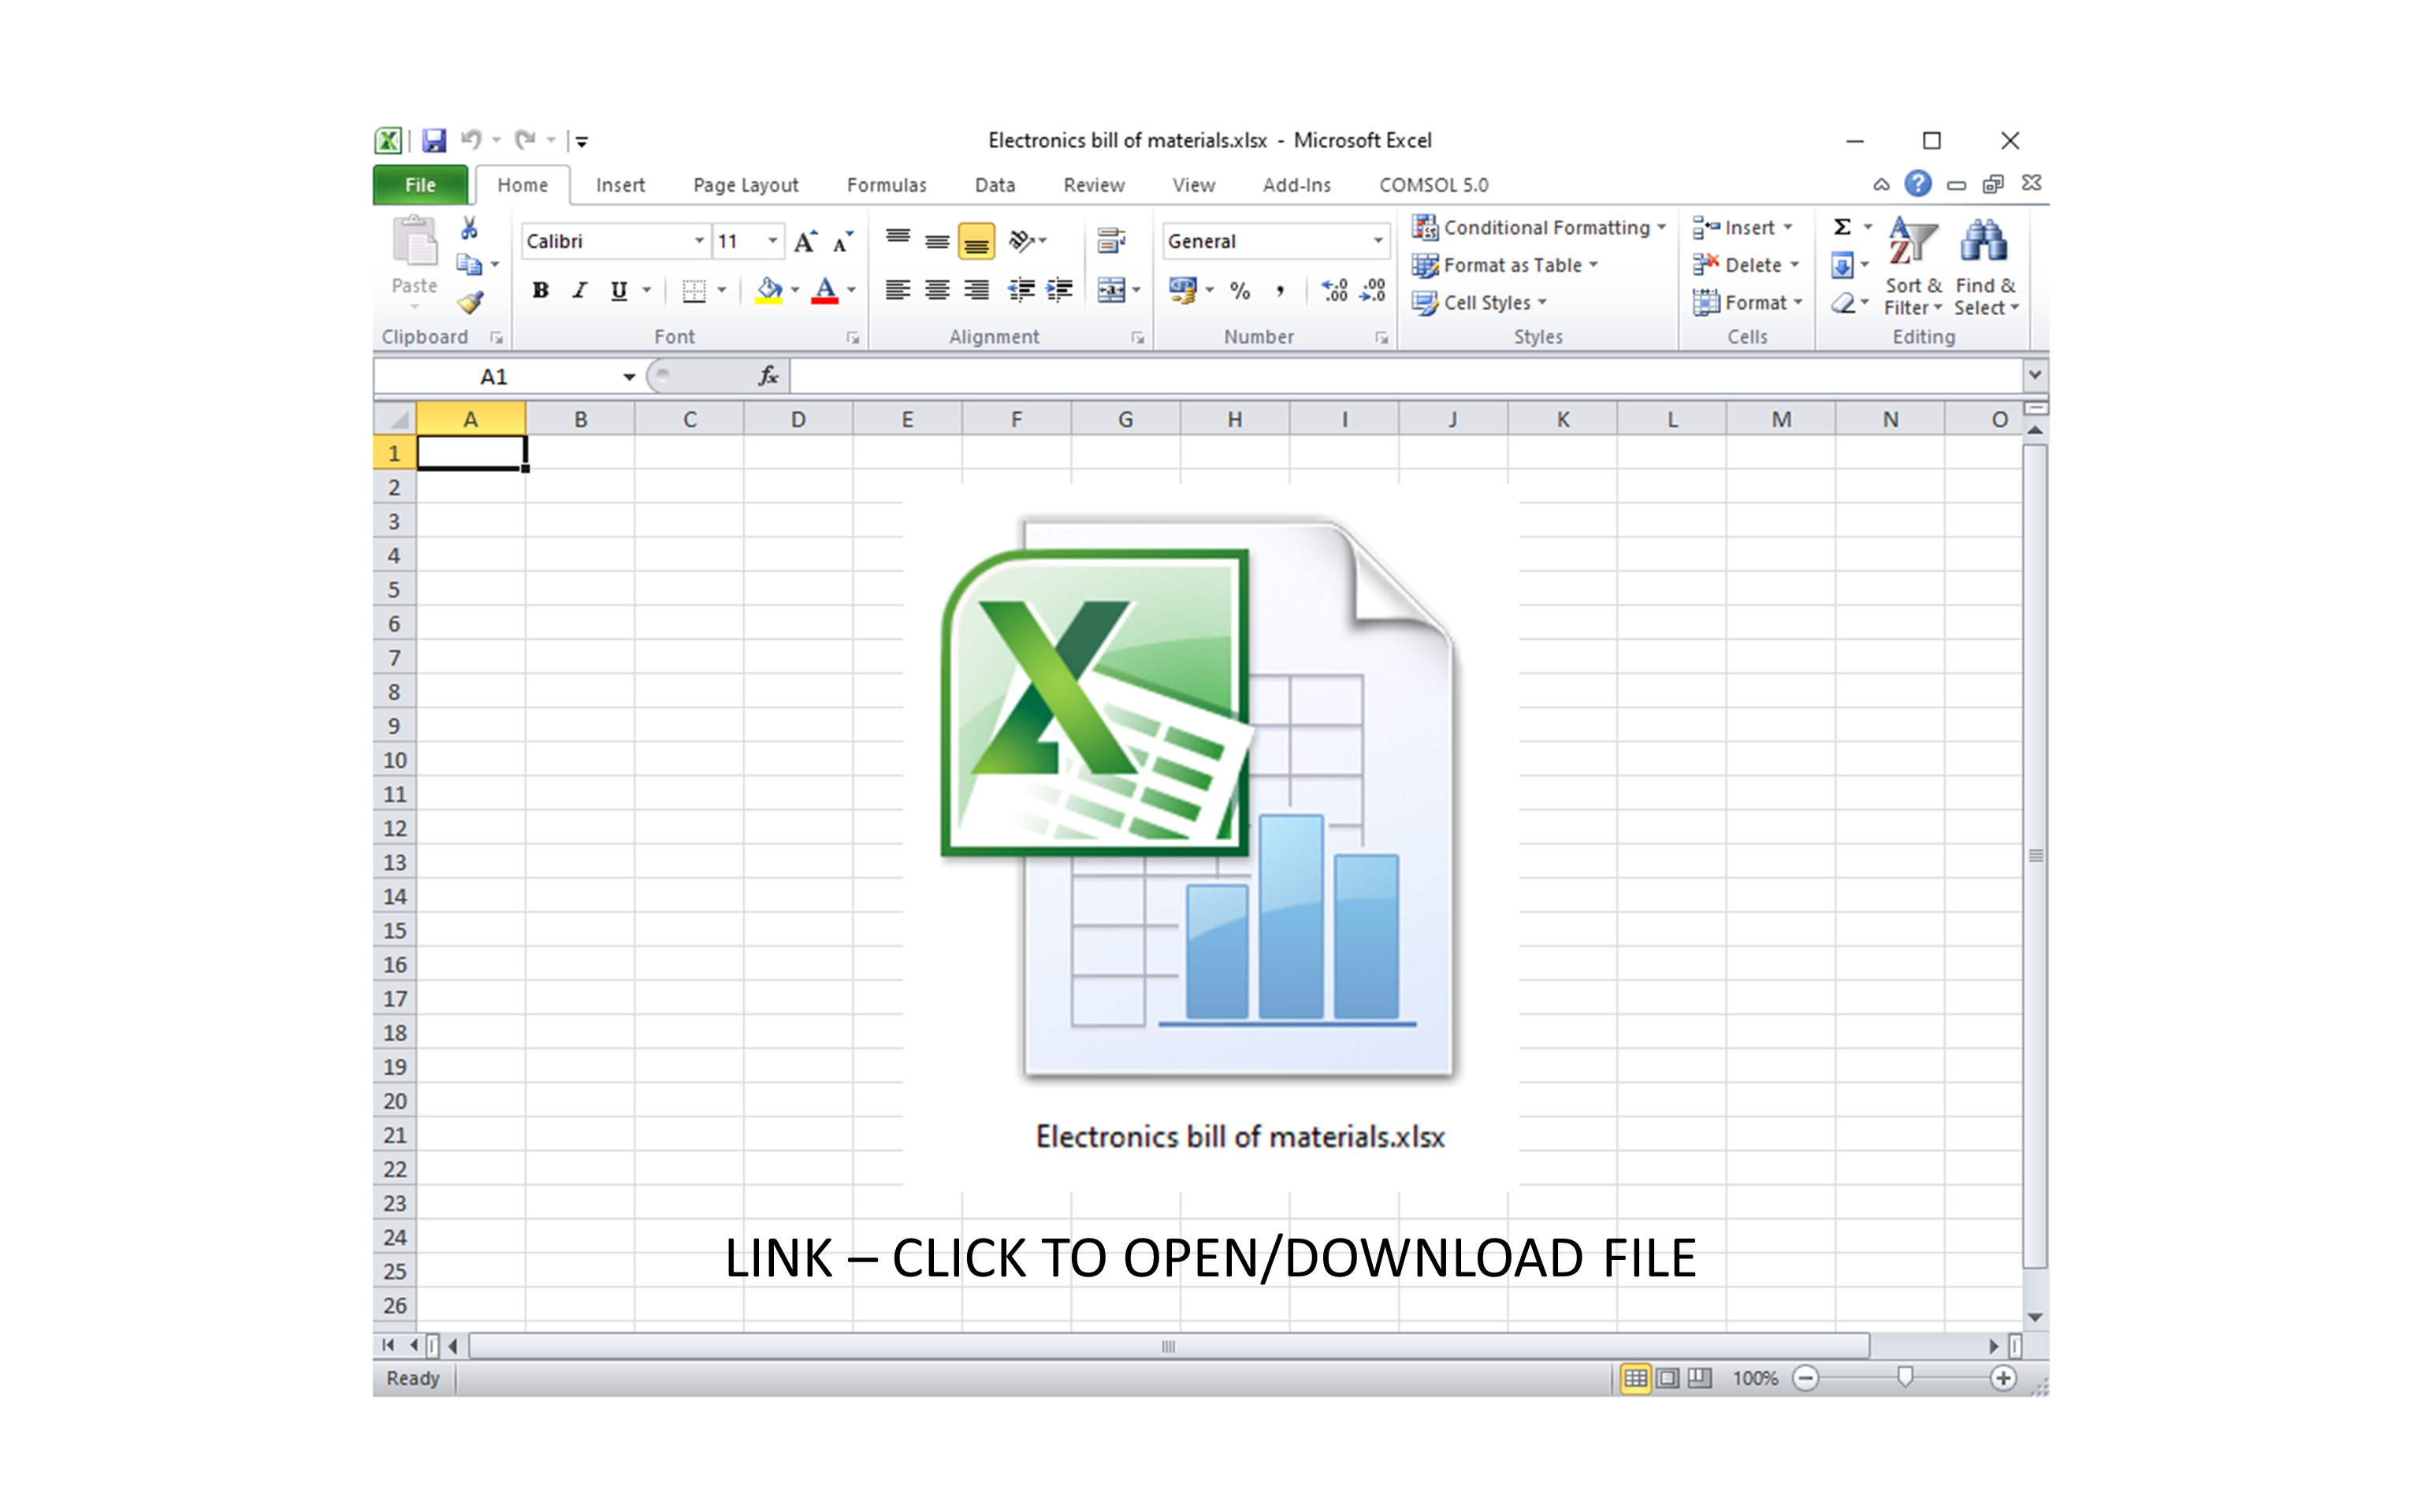 Electronics bill of materials.xlsx - Microsoft Excel
File Home Insert Page Layout Formulas Data Review View Add-Ins COMSOL 5.0
Calibri 11 General Conditional Formatting Insert Σ
Format as Table Delete
Paste Sort & Find &
B I U A % , Cell Styles Format Filter Select
Clipboard Font Alignment Number Styles Cells Editing
A1 fx
A B C D E F G H I J K L M N O
1
2
3
4
5
6
7
8
9
10
11
12
13
14
15
16
17
18
19
20
21
Electronics bill of materials.xlsx
22
23
24
LINK – CLICK TO OPEN/DOWNLOAD FILE
25
26
Ready 100%